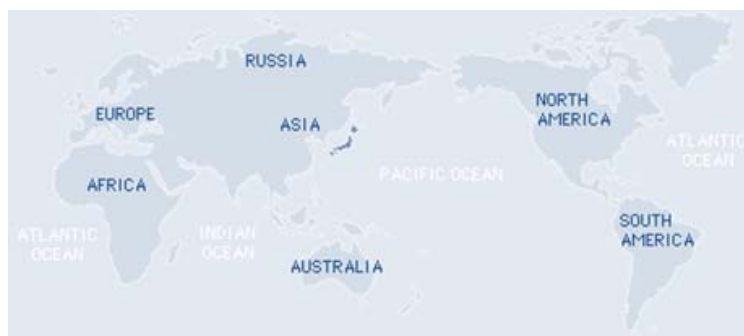 RUSSIA
EUROPE
ASIA
NORTH
AMERICA
ATLANTIC
OCEAN
AFRICA
PACIFIC OCEAN
ATLANTIC
OCEAN
INDIAN
OCEAN
SOUTH
AMERICA
AUSTRALIA